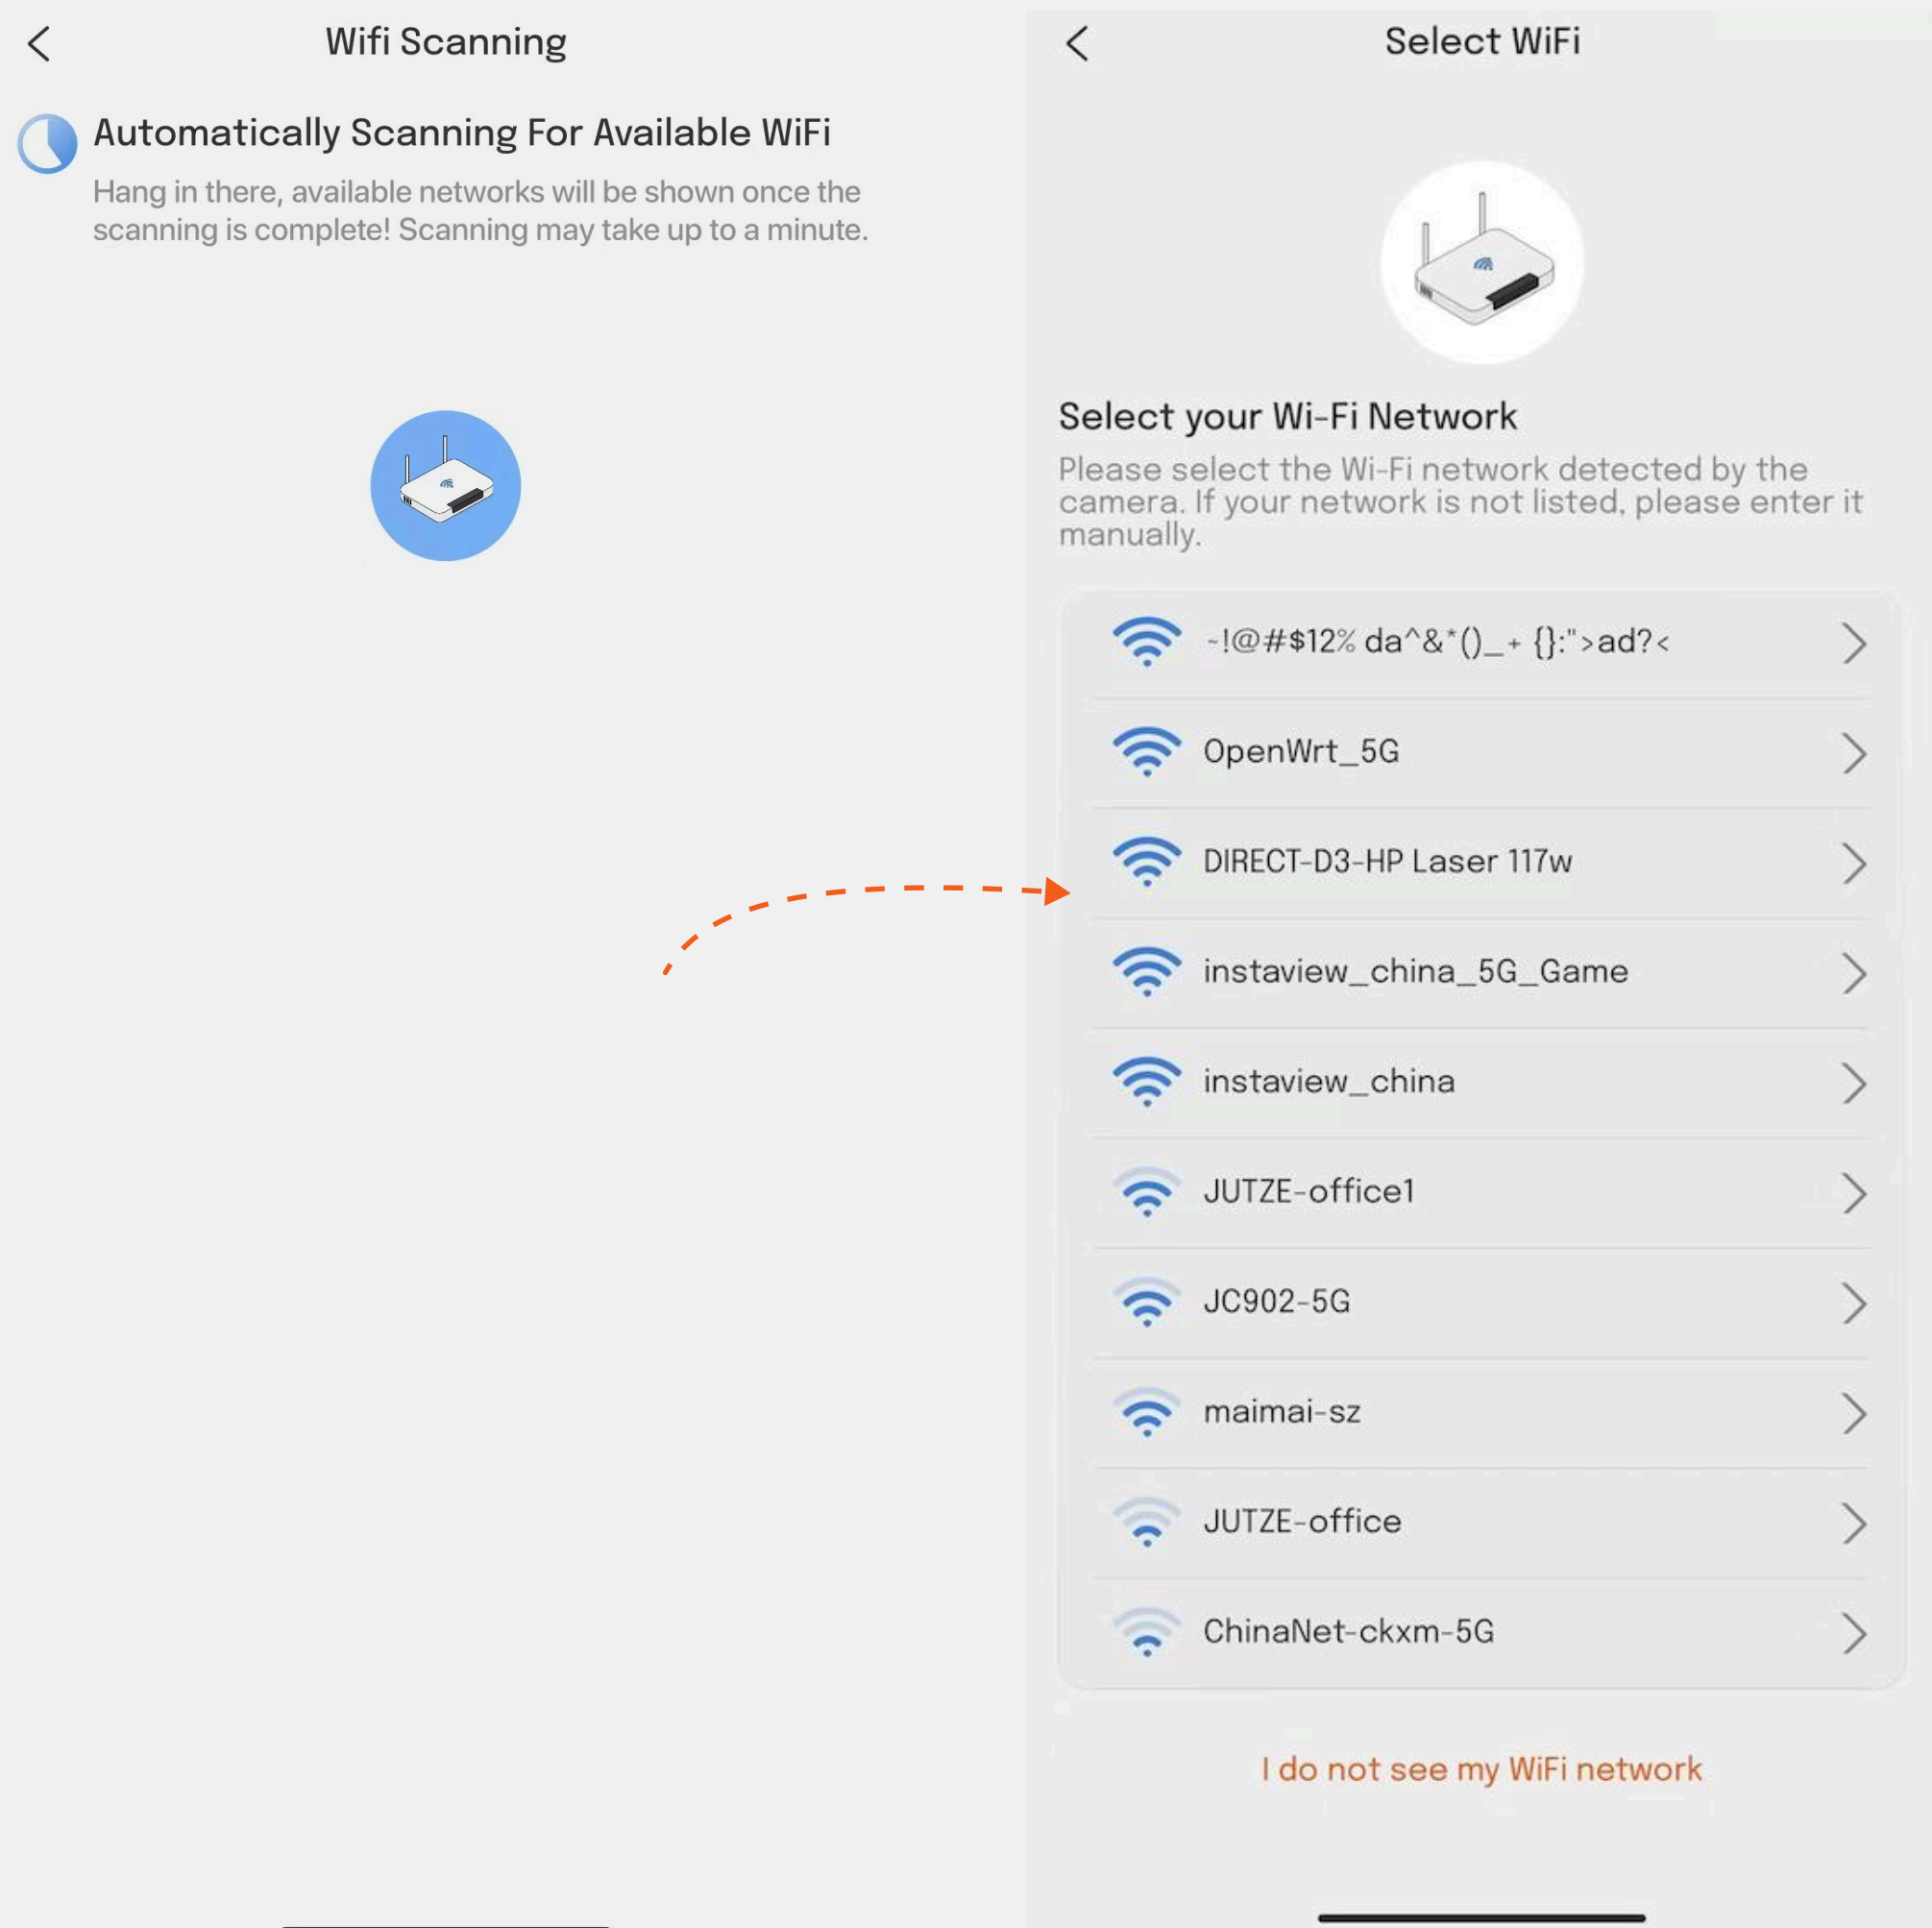 Wifi Scanning
Automatically Scanning For Available WiFi
Hang in there, available networks will be shown once the
scanning is complete! Scanning may take up to a minute.
Select WiFi
Select your Wi-Fi Network
Please select the Wi-Fi network detected by the
camera. If your network is not listed, please enter it
manually.
~!@#$12% da^&*()_+ {}:">ad?<
OpenWrt_5G
DIRECT-D3-HP Laser 117w
instaview_china_5G_Game
instaview_china
JUTZE-office1
JC902-5G
maimai-sz
JUTZE-office
ChinaNet-ckxm-5G
I do not see my WiFi network